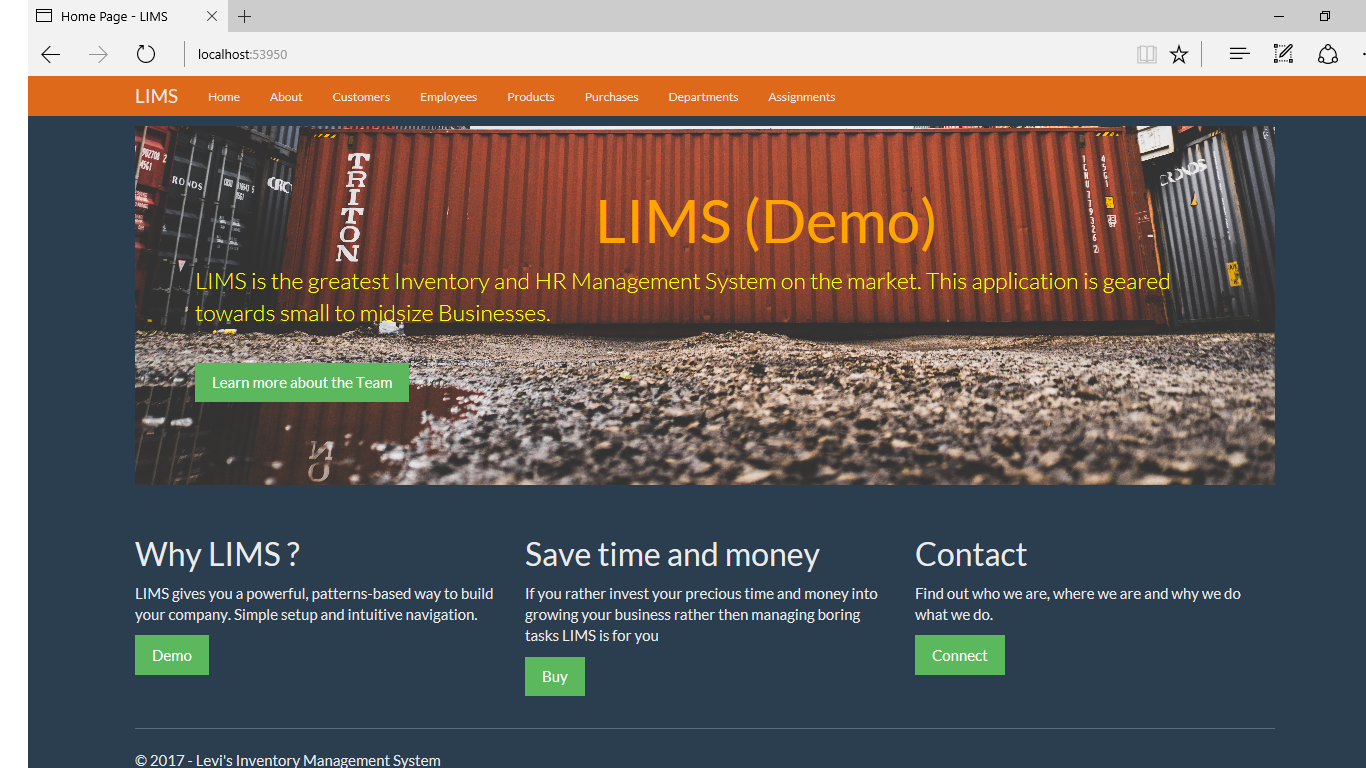 Home Page - LIMS
localhost:53950
LIMS Home About Customers Employees Products Purchases Departments Assignments
TRITON
LIMS (Demo)
LIMS is the greatest Inventory and HR Management System on the market. This application is geared
towards small to midsize Businesses.
Learn more about the Team
Why LIMS ?
LIMS gives you a powerful, patterns-based way to build
your company. Simple setup and intuitive navigation.
Demo
Save time and money
If you rather invest your precious time and money into
growing your business rather then managing boring
tasks LIMS is for you
Buy
Contact
Find out who we are, where we are and why we do
what we do.
Connect
© 2017 - Levi's Inventory Management System